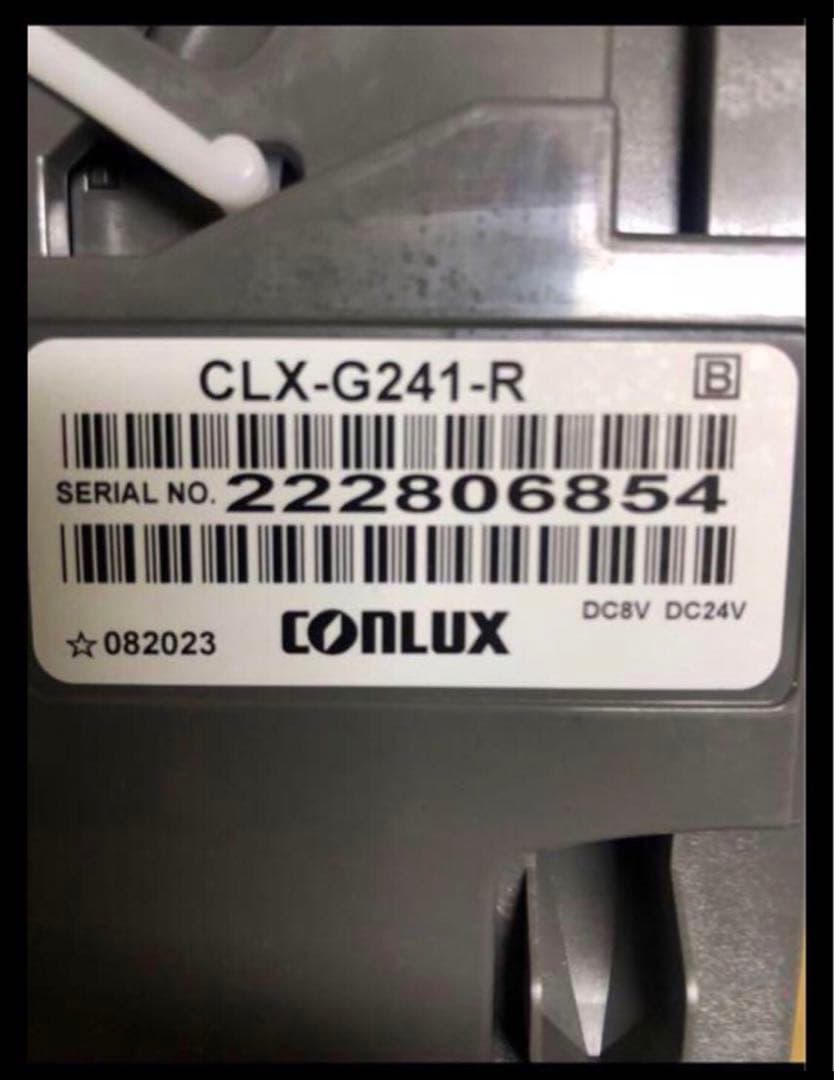 CLX-G241-R B
SERIAL NO. 222806854
DC8V DC24V
☆082023 CONLUX